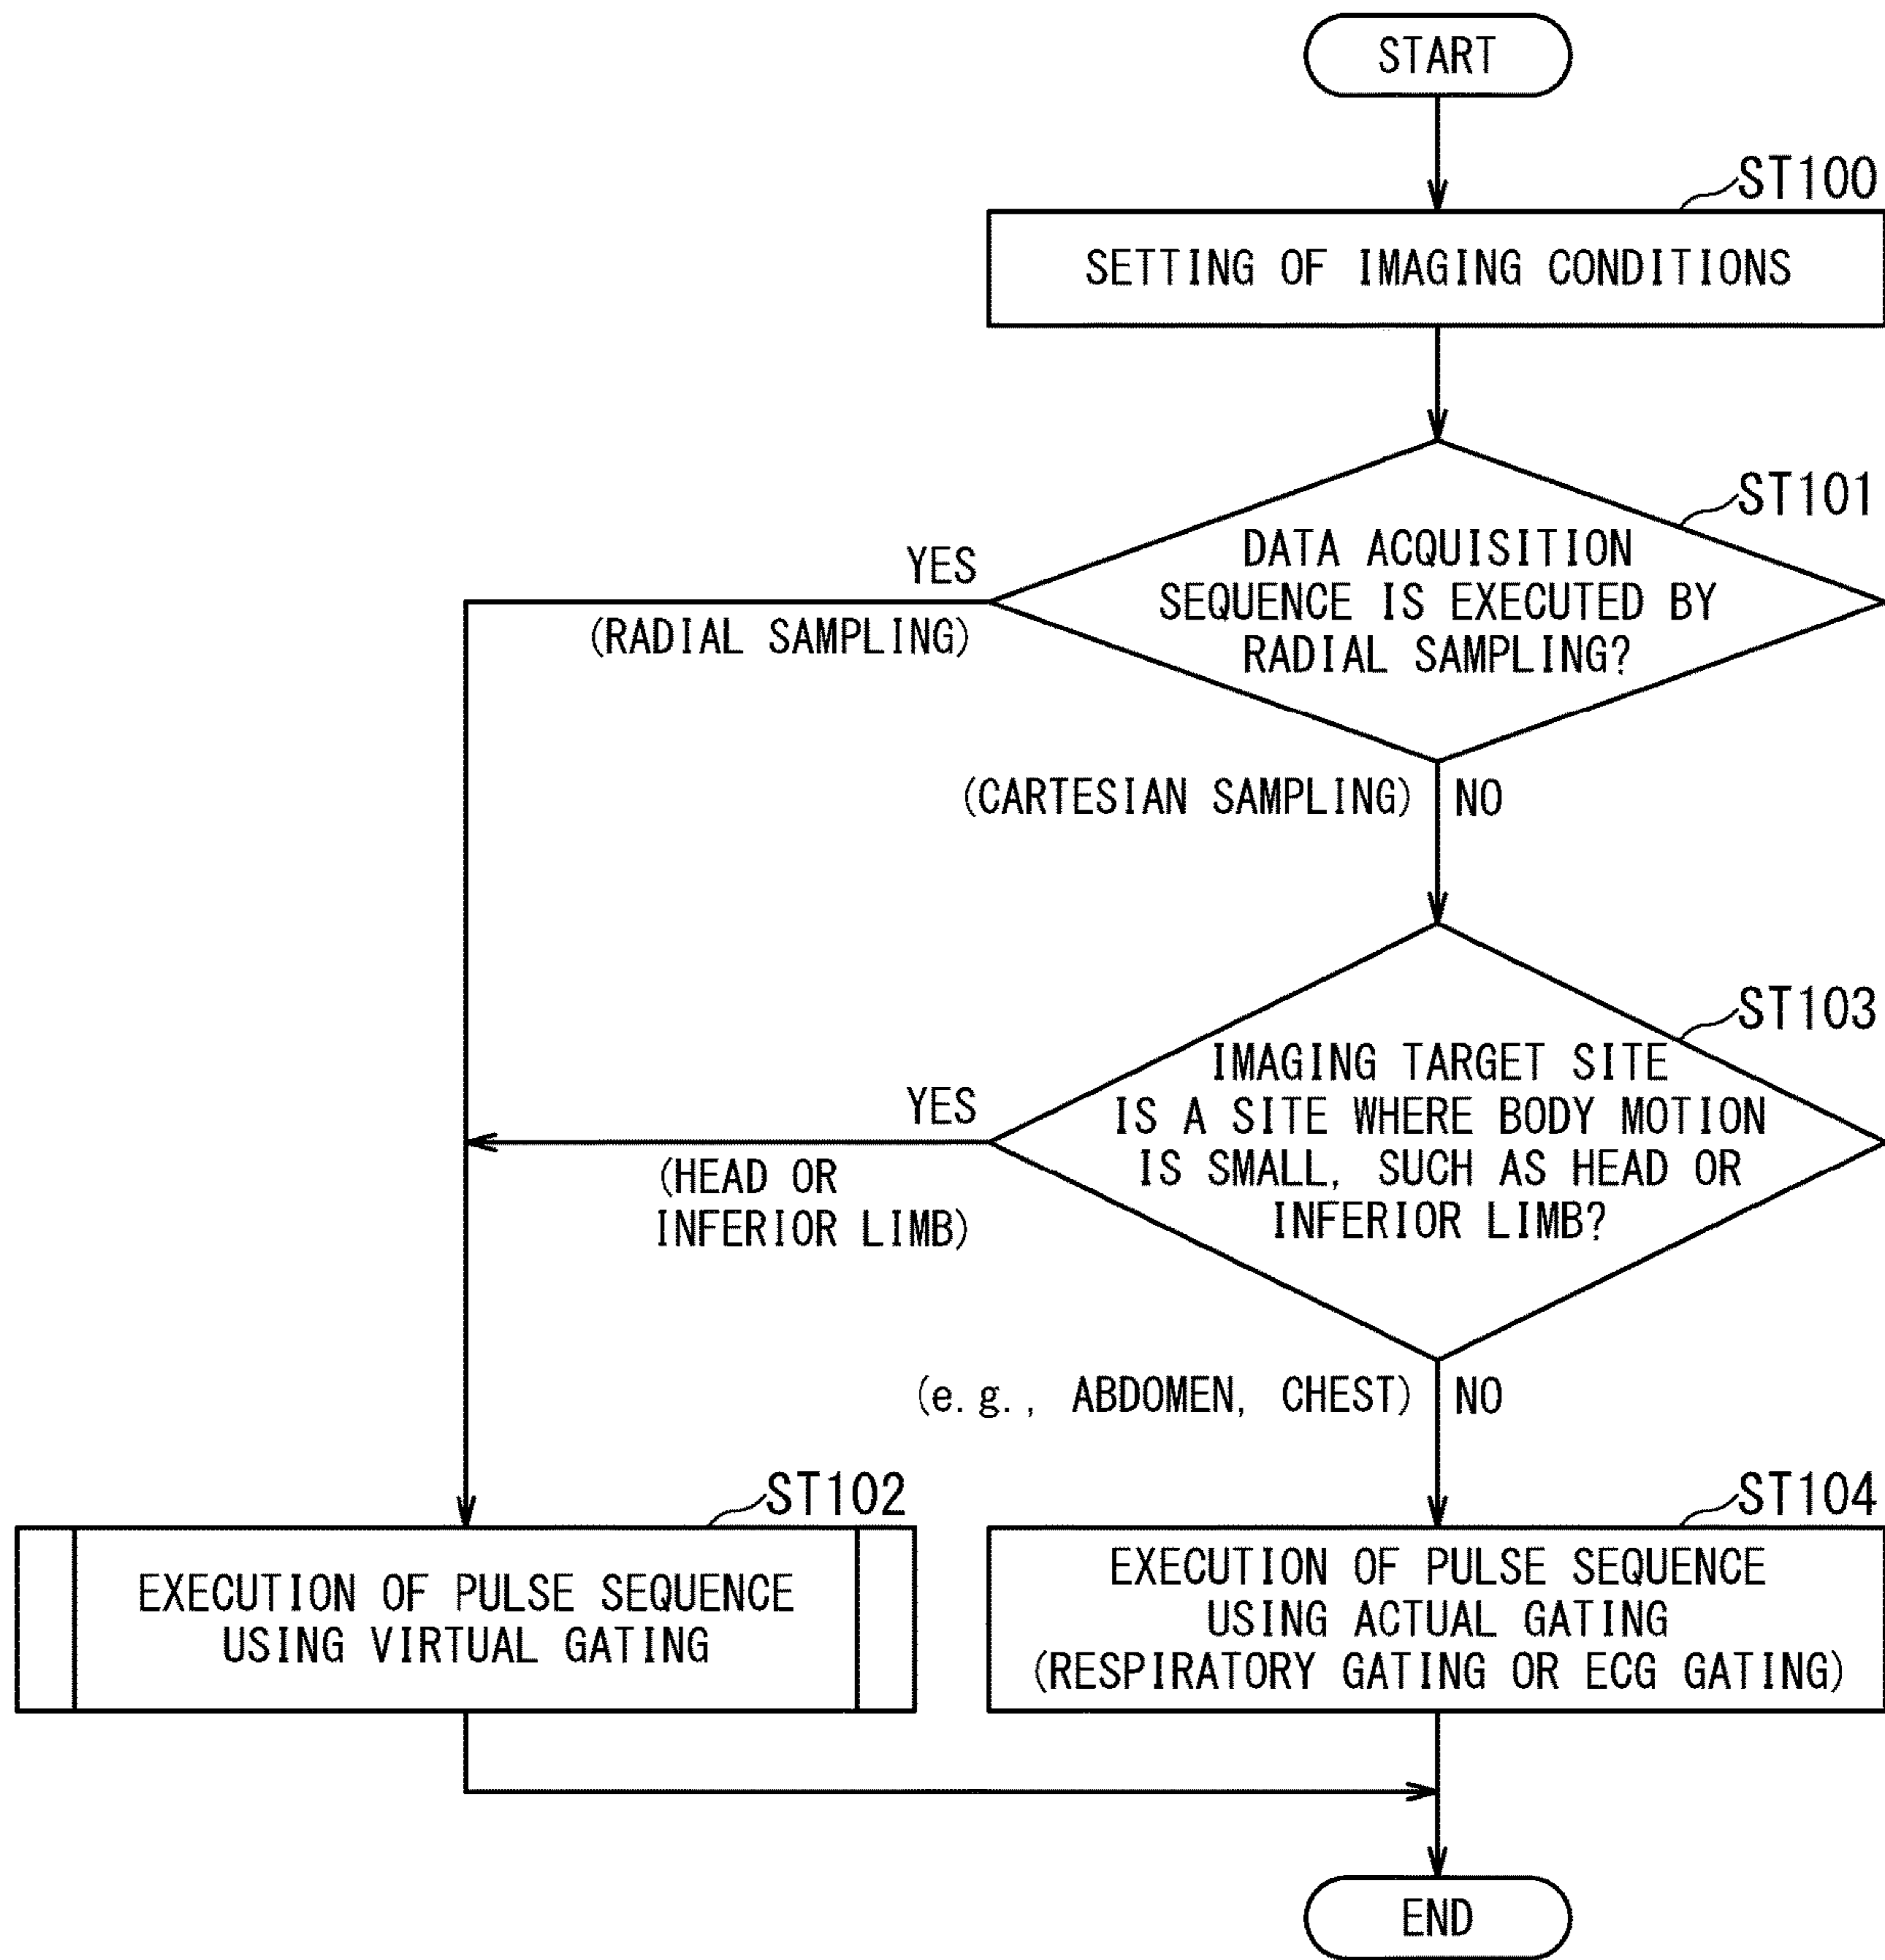 START
ST100
SETTING OF IMAGING CONDITIONS
ST101
DATA ACQUISITION
SEQUENCE IS EXECUTED BY
RADIAL SAMPLING?
YES
(RADIAL SAMPLING)
(CARTESIAN SAMPLING) NO
ST103
IMAGING TARGET SITE
IS A SITE WHERE BODY MOTION
IS SMALL, SUCH AS HEAD OR
INFERIOR LIMB?
YES
(HEAD OR
INFERIOR LIMB)
(e.g., ABDOMEN, CHEST) NO
ST102
EXECUTION OF PULSE SEQUENCE
USING VIRTUAL GATING
ST104
EXECUTION OF PULSE SEQUENCE
USING ACTUAL GATING
(RESPIRATORY GATING OR ECG GATING)
END